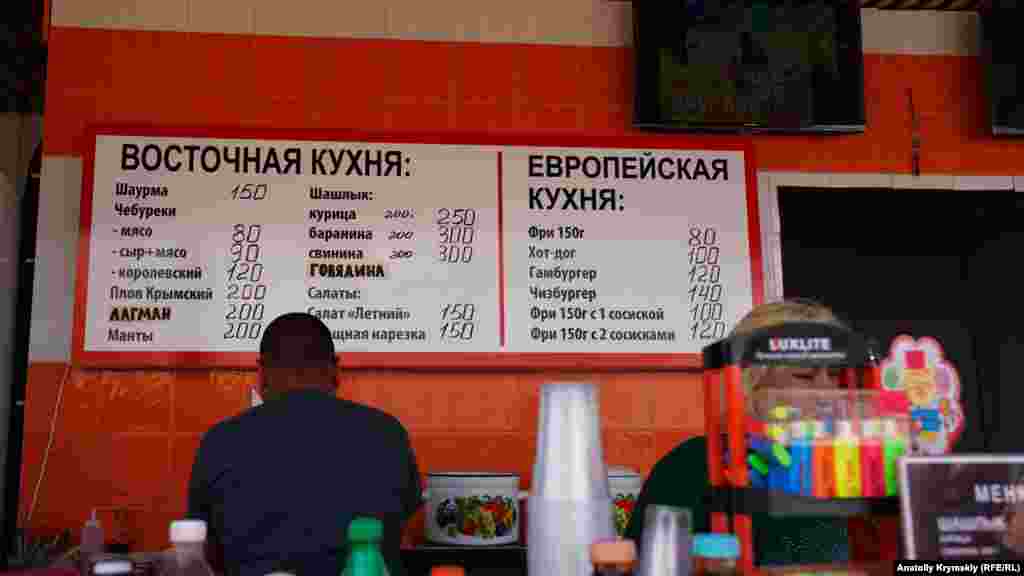 ВОСТОЧНАЯ КУХНЯ:
Шаурма 150
Чебуреки
- мясо 80
- сыр+мясо 90
- королевский 120
Плов Крымский 200
ЛАГМАН 200
Манты 200
Шашлык:
курица 200г. 250
баранина 200 300
свинина 200 300
ГОВЯДИНА
Салаты:
Салат «Летний» 150
нарезка 150
ЕВРОПЕЙСКАЯ
КУХНЯ:
Фри 150г 80
Хот-дог 100
Гамбургер 120
Чизбургер 140
Фри 150г с 1 сосиской 100
Фри 150г с 2 сосисками 120
LUXLITE
МЕНЮ
ШАШЛЫК
Anatoly Krymskly (RFE/RL)